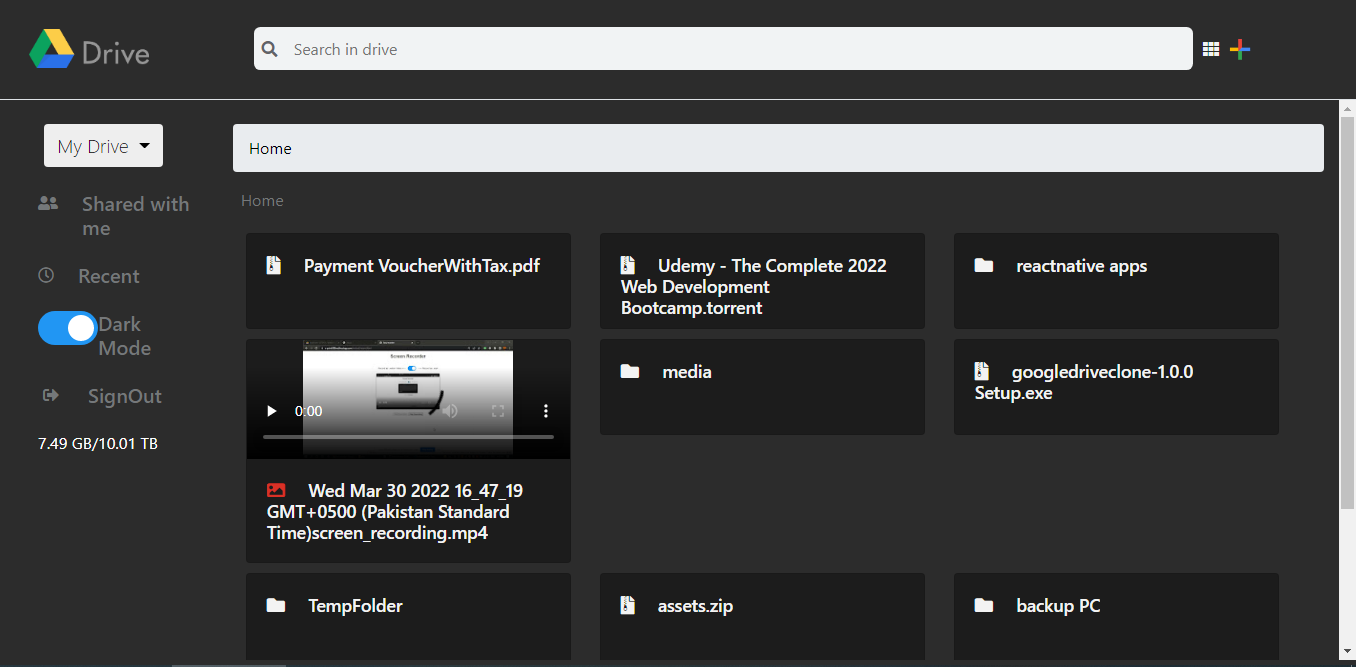 Drive
Search in drive
My Drive
Home
Shared with
me
Home
Recent
Dark
Mode
SignOut
7.49 GB/10.01 TB
Payment VoucherWithTax.pdf
Udemy - The Complete 2022
Web Development
Bootcamp.torrent
reactnative apps
Screen Recorder
0:00
Wed Mar 30 2022 16_47_19
GMT+0500 (Pakistan Standard
Time)screen_recording.mp4
media
googledriveclone-1.0.0
Setup.exe
TempFolder
assets.zip
backup PC